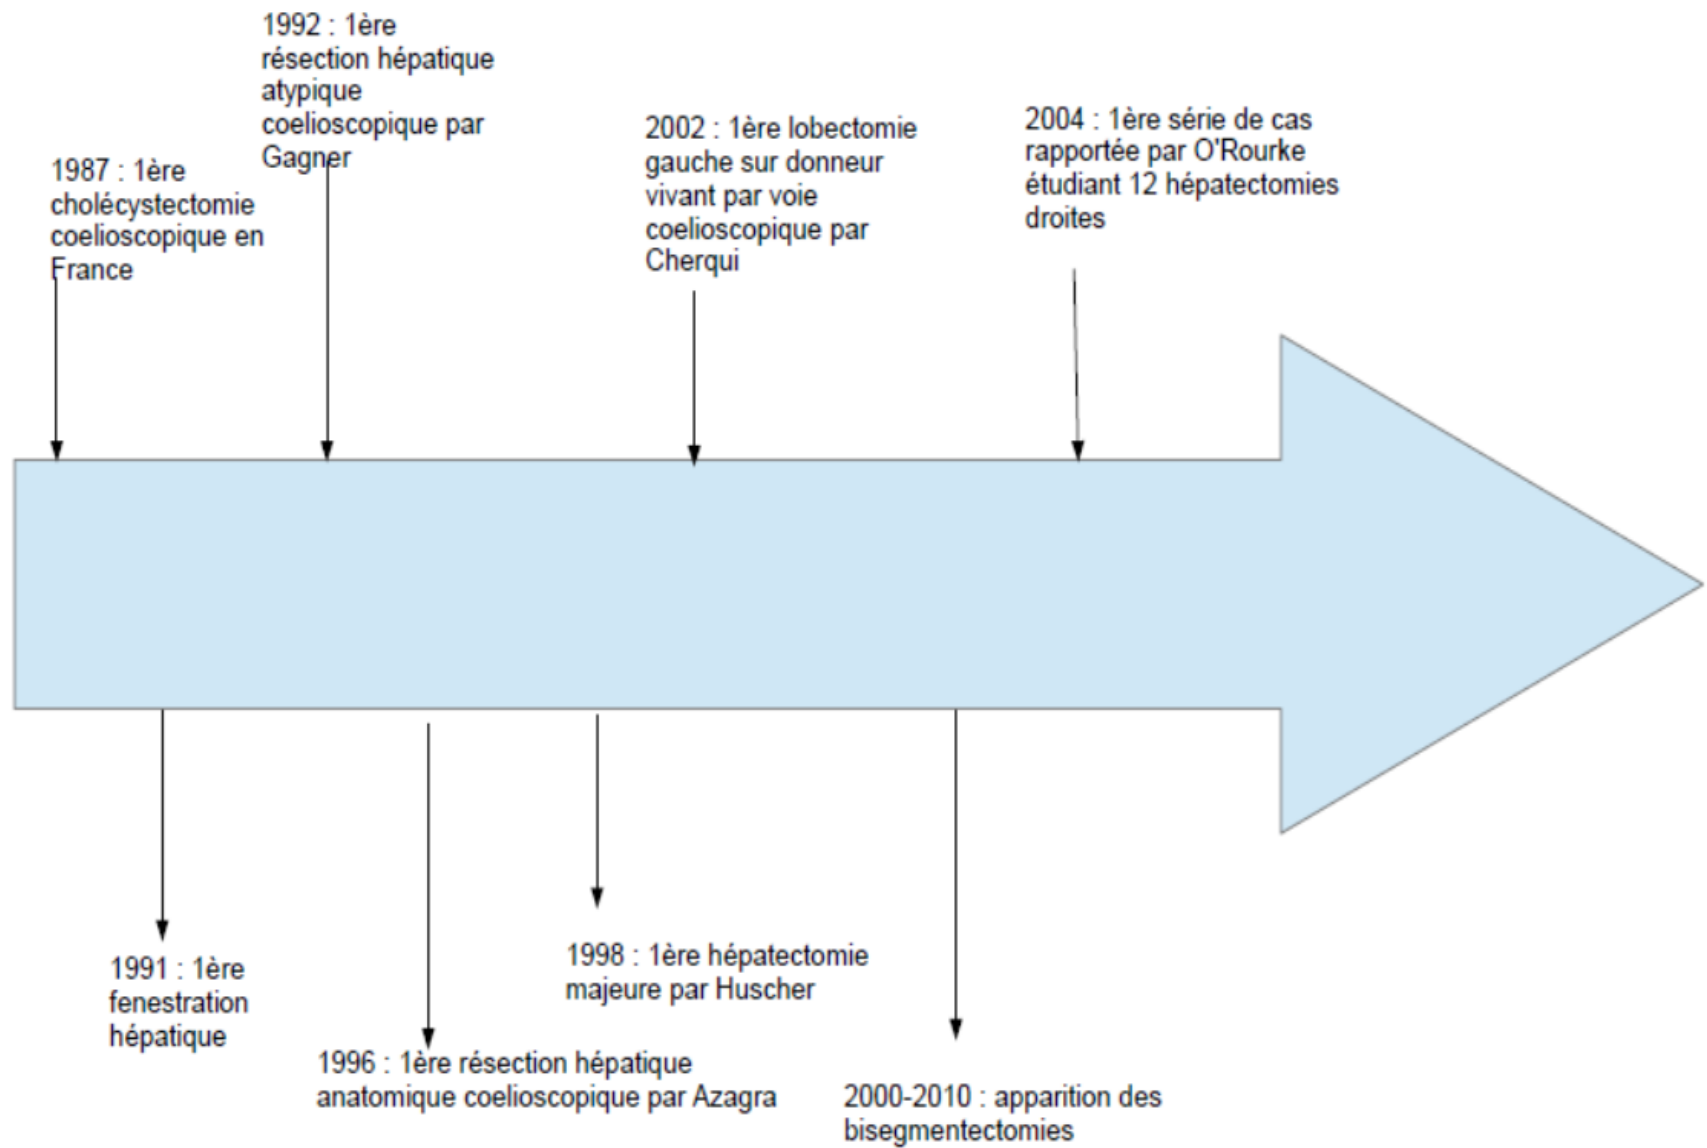 1992 : 1ère
résection hépatique
atypique
coelioscopique par
Gagner
1987 : 1ère
cholécystectomie
coelioscopique en
France
2002 : 1ère lobectomie
gauche sur donneur
vivant par voie
coelioscopique par
Cherqui
2004 : 1ère série de cas
rapportée par O'Rourke
étudiant 12 hépatectomies
droites
1991 : 1ère
fenestration
hépatique
1996 : 1ère résection hépatique
anatomique coelioscopique par Azagra
1998 : 1ère hépatectomie
majeure par Huscher
2000-2010 : apparition des
bisegmentectomies